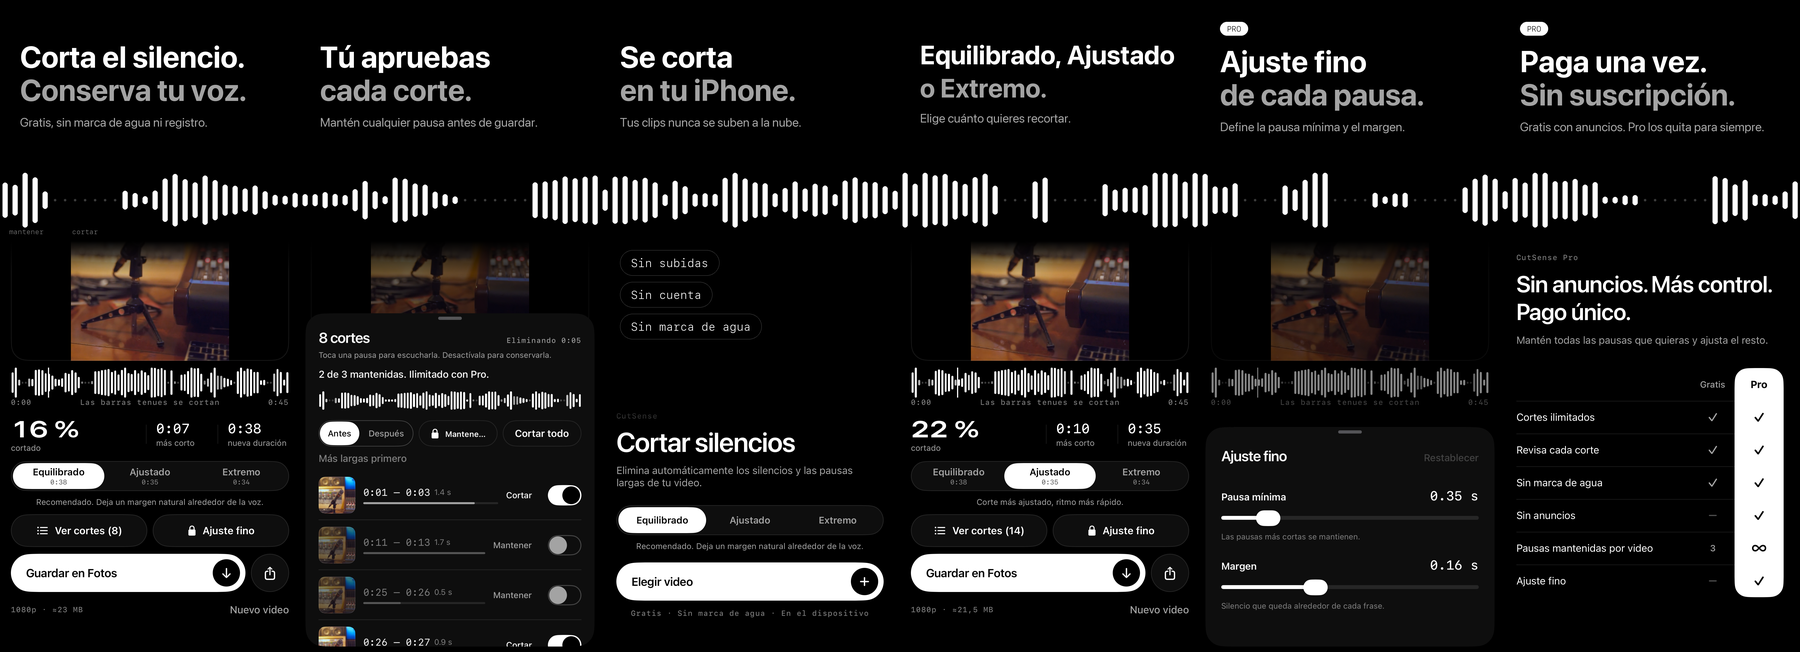 Corta el silencio.
Conserva tu voz.
Gratis, sin marca de agua ni registro.
mantener
cortar
0:00
Las barras tenues se cortan
0:45
16 %
cortado
0:07
más corto
0:38
nueva duración
Equilibrado
0:38
Ajustado
0:35
Extremo
0:34
Recomendado. Deja un margen natural alrededor de la voz.
Ver cortes (8)
Ajuste fino
Guardar en Fotos
1080p · ≈23 MB
Nuevo video
Tú apruebas
cada corte.
Mantén cualquier pausa antes de guardar.
8 cortes
Eliminando 0:05
Toca una pausa para escucharla. Desactívala para conservarla.
2 de 3 mantenidas. Ilimitado con Pro.
Antes
Después
Mantene...
Cortar todo
Más largas primero
0:01 — 0:03 1.4 s
Cortar
0:11 — 0:13 1.7 s
Mantener
0:25 — 0:26 0.5 s
Mantener
0:26 — 0:27 0.9 s
Cortar
Se corta
en tu iPhone.
Tus clips nunca se suben a la nube.
Sin subidas
Sin cuenta
Sin marca de agua
CutSense
Cortar silencios
Elimina automáticamente los silencios y las pausas
largas de tu video.
Equilibrado
Ajustado
Extremo
Recomendado. Deja un margen natural alrededor de la voz.
Elegir video
Gratis · Sin marca de agua · En el dispositivo
Equilibrado, Ajustado
o Extremo.
Elige cuánto quieres recortar.
0:00
Las barras tenues se cortan
0:45
22 %
cortado
0:10
más corto
0:35
nueva duración
Equilibrado
0:38
Ajustado
0:35
Extremo
0:34
Corte más ajustado, ritmo más rápido.
Ver cortes (14)
Ajuste fino
Guardar en Fotos
1080p · ≈21,5 MB
Nuevo video
PRO
Ajuste fino
de cada pausa.
Define la pausa mínima y el margen.
0:00
Las barras tenues se cortan
0:45
Ajuste fino
Restablecer
Pausa mínima
0.35 s
Las pausas más cortas se mantienen.
Margen
0.16 s
Silencio que queda alrededor de cada frase.
PRO
Paga una vez.
Sin suscripción.
Gratis con anuncios. Pro los quita para siempre.
CutSense Pro
Sin anuncios. Más control.
Pago único.
Mantén todas las pausas que quieras y ajusta el resto.
Gratis
Pro
Cortes ilimitados
Revisa cada corte
Sin marca de agua
Sin anuncios
—
Pausas mantenidas por video
3
∞
Ajuste fino
—